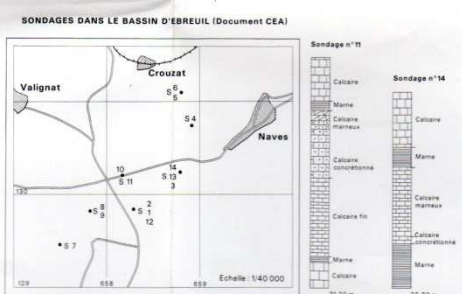 SONDAGES DANS LE BASSIN D'EBREUIL (Document CEA)
Crouzat
Valignat
Naves
S 6
5
S 4
10
S 11
14
S 13
3
S 8
9
2
S 1
12
S 7
130
129
658
659
Echelle : 1/40 000
Sondage n° 11
Calcaire
Marne
Calcaire
marneux
Calcaire
concrétionné
Calcaire fin
Marne
Calcaire
Sondage n° 14
Calcaire
Marne
Calcaire
marneux
Calcaire
concrétionné
Marne